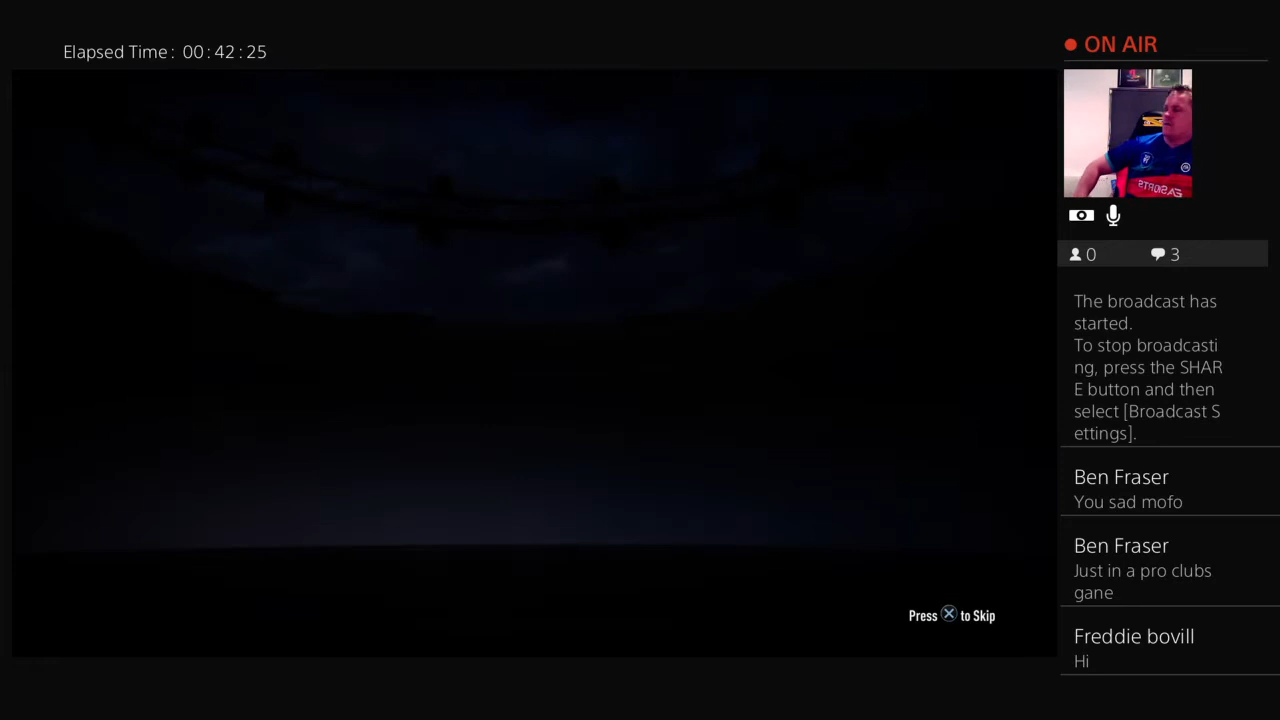 Elapsed Time: 00:42:25
ON AIR
EA SPORTS
0 3
The broadcast has
started.
To stop broadcasti
ng, press the SHAR
E button and then
select [Broadcast S
ettings].
Ben Fraser
You sad mofo
Ben Fraser
Just in a pro clubs
gane
Freddie bovill
Hi
Press to Skip